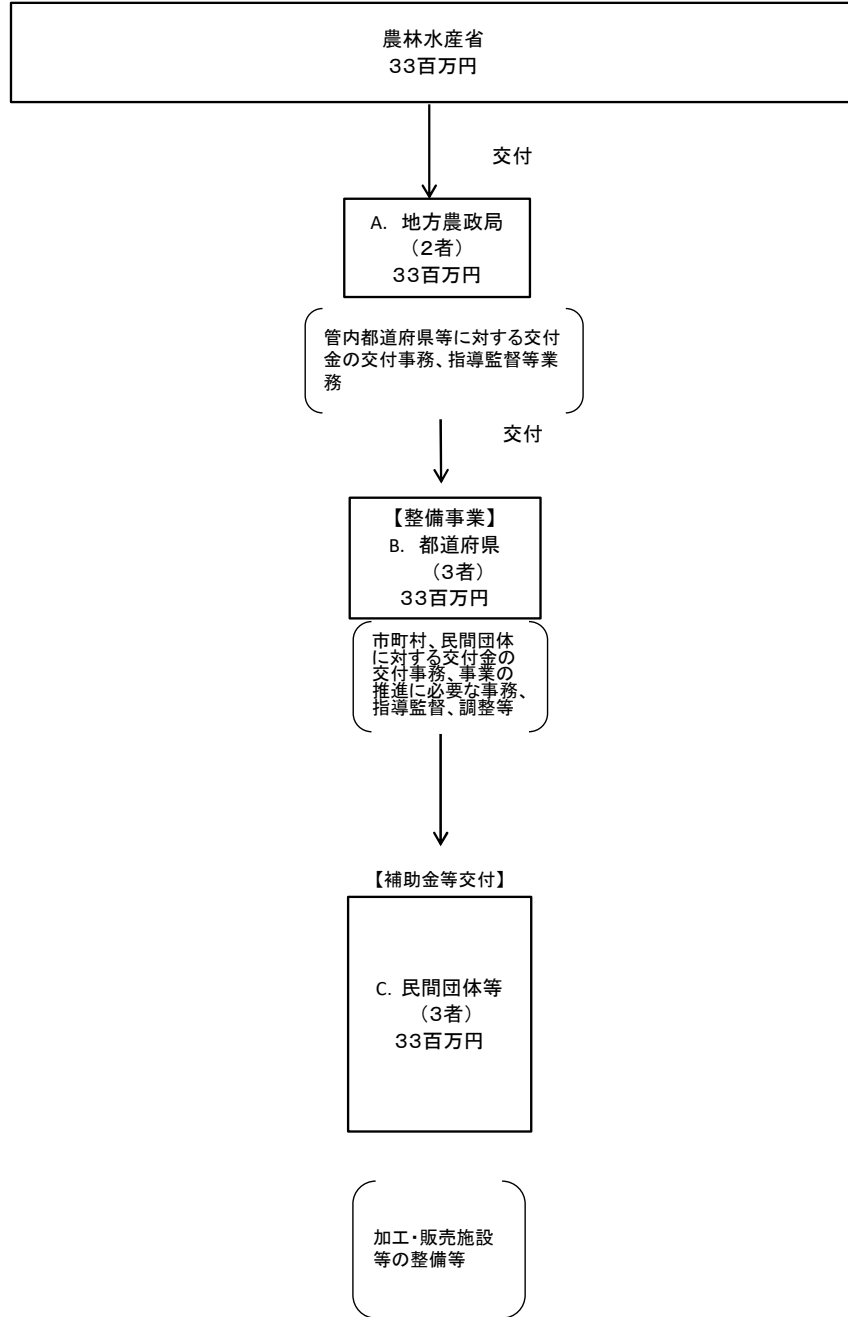 農林水産省
33百万円
交付
A. 地方農政局
(2者)
33百万円
管内都道府県等に対する交付
金の交付事務、指導監督等業
務
交付
【整備事業】
B. 都道府県
(3者)
33百万円
市町村、民間団体
に対する交付金の
交付事務、事業の
推進に必要な事務、
指導監督、調整等
【補助金等交付】
C. 民間団体等
(3者)
33百万円
加工・販売施設
等の整備等